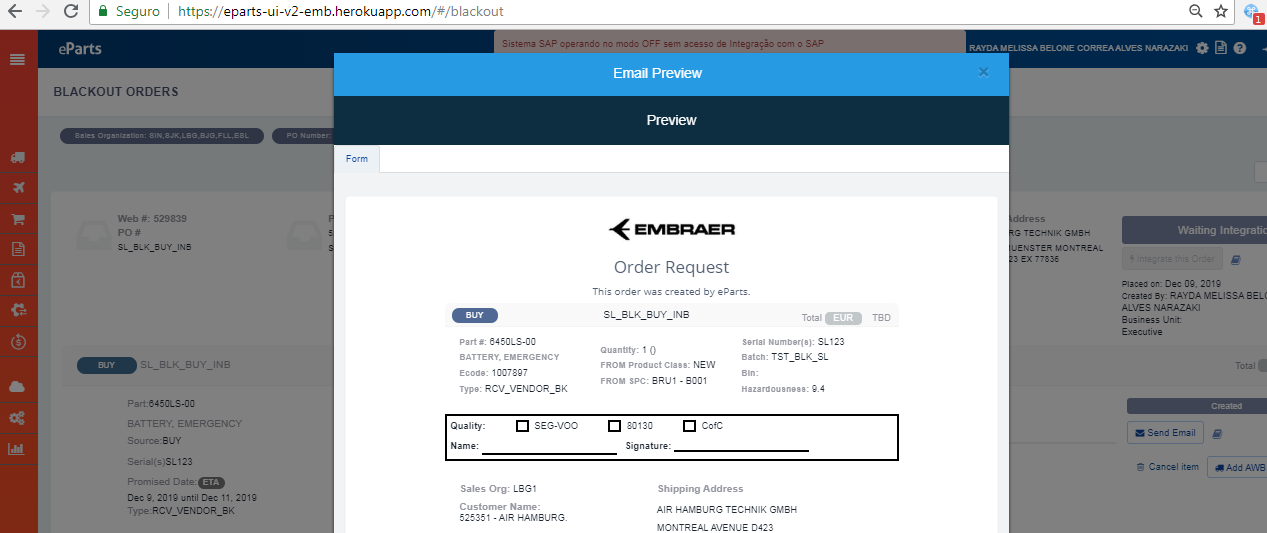 Seguro
https://eparts-ui-v2-emb.herokuapp.com/#/blackout
1
eParts
Sistema SAP operando no modo OFF sem acesso de Integração com o SAP
RAYDA MELISSA BELONE CORREA ALVES NARAZAKI
BLACKOUT ORDERS
Sales Organization: SIN,SJK,LBG,BJG,FLL,ESL
PO Number:
Web #: 529839
PO #
SL_BLK_BUY_INB
BUY
SL_BLK_BUY_INB
Part:6450LS-00
BATTERY, EMERGENCY
Source:BUY
Serial(s)SL123
Promised Date: ETA
Dec 9, 2019 until Dec 11, 2019
Type:RCV_VENDOR_BK
Email Preview
×
Preview
Form
EMBRAER
Order Request
This order was created by eParts.
BUY
SL_BLK_BUY_INB
Total EUR TBD
Part #: 6450LS-00
BATTERY, EMERGENCY
Ecode: 1007897
Type: RCV_VENDOR_BK
Quantity: 1 ()
FROM Product Class: NEW
FROM SPC: BRU1 - B001
Serial Number(s): SL123
Batch: TST_BLK_SL
Bin:
Hazardousness: 9.4
Quality: SEG-VOO 80130 CofC
Name: Signature:
Sales Org: LBG1
Customer Name:
525351 - AIR HAMBURG.
Shipping Address
AIR HAMBURG TECHNIK GMBH
MONTREAL AVENUE D423
Address
RG TECHNIK GMBH
UENSTER MONTREAL
23 EX 77836
Waiting Integratio
Integrate this Order
Placed on: Dec 09, 2019
Created By: RAYDA MELISSA BELO
ALVES NARAZAKI
Business Unit:
Executive
Total
Created
Send Email
Cancel item
Add AWB